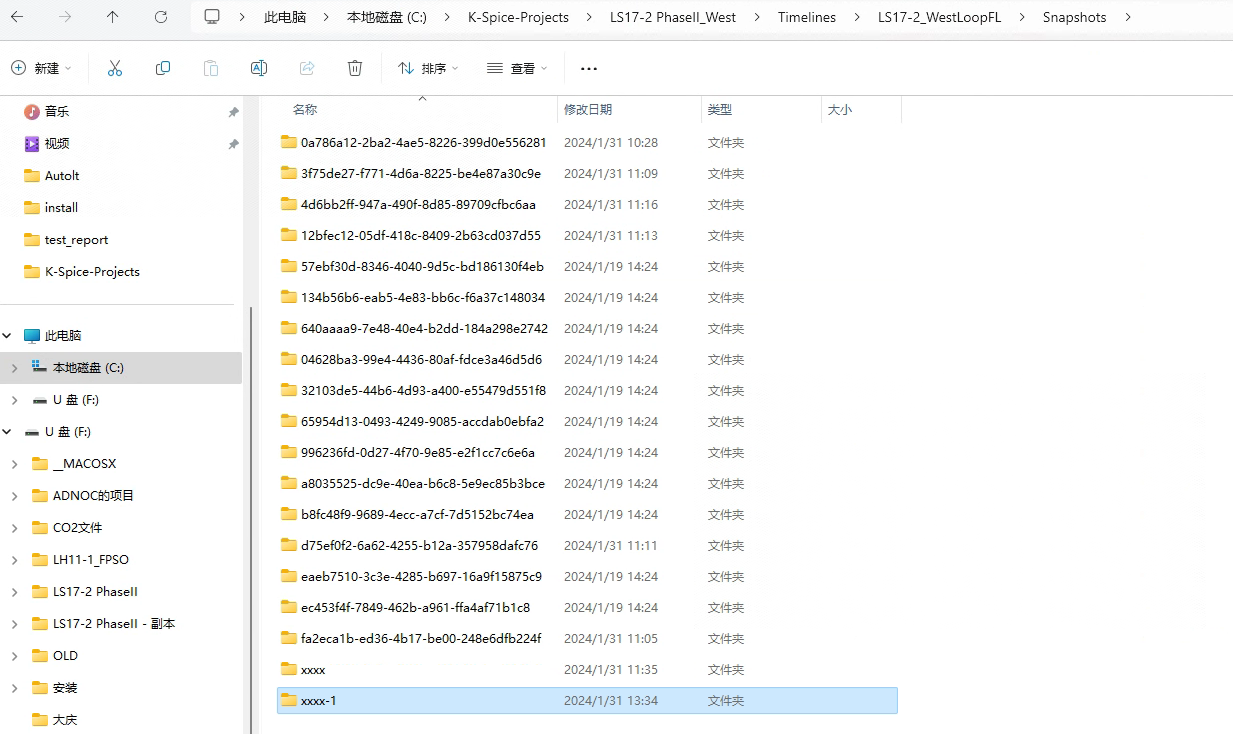 此电脑 本地磁盘 (C:) K-Spice-Projects LS17-2 PhaseII_West Timelines LS17-2_WestLoopFL Snapshots
新建 排序 查看
名称 修改日期 类型 大小
音乐
视频
AutoIt
install
test_report
K-Spice-Projects
此电脑
本地磁盘 (C:)
U 盘 (F:)
U 盘 (F:)
__MACOSX
ADNOC的项目
CO2文件
LH11-1_FPSO
LS17-2 PhaseII
LS17-2 PhaseII - 副本
OLD
安装
大庆
0a786a12-2ba2-4ae5-8226-399d0e556281 2024/1/31 10:28 文件夹
3f75de27-f771-4d6a-8225-be4e87a30c9e 2024/1/31 11:09 文件夹
4d6bb2ff-947a-490f-8d85-89709cfbc6aa 2024/1/31 11:16 文件夹
12bfec12-05df-418c-8409-2b63cd037d55 2024/1/31 11:13 文件夹
57ebf30d-8346-4040-9d5c-bd186130f4eb 2024/1/19 14:24 文件夹
134b56b6-eab5-4e83-bb6c-f6a37c148034 2024/1/19 14:24 文件夹
640aaaa9-7e48-40e4-b2dd-184a298e2742 2024/1/19 14:24 文件夹
04628ba3-99e4-4436-80af-fdce3a46d5d6 2024/1/19 14:24 文件夹
32103de5-44b6-4d93-a400-e55479d551f8 2024/1/19 14:24 文件夹
65954d13-0493-4249-9085-accdab0ebfa2 2024/1/19 14:24 文件夹
996236fd-0d27-4f70-9e85-e2f1cc7c6e6a 2024/1/19 14:24 文件夹
a8035525-dc9e-40ea-b6c8-5e9ec85b3bce 2024/1/19 14:24 文件夹
b8fc48f9-9689-4ecc-a7cf-7d5152bc74ea 2024/1/19 14:24 文件夹
d75ef0f2-6a62-4255-b12a-357958dafc76 2024/1/31 11:11 文件夹
eaeb7510-3c3e-4285-b697-16a9f15875c9 2024/1/19 14:24 文件夹
ec453f4f-7849-462b-a961-ffa4af71b1c8 2024/1/19 14:24 文件夹
fa2eca1b-ed36-4b17-be00-248e6dfb224f 2024/1/31 11:05 文件夹
xxxx 2024/1/31 11:35 文件夹
xxxx-1 2024/1/31 13:34 文件夹